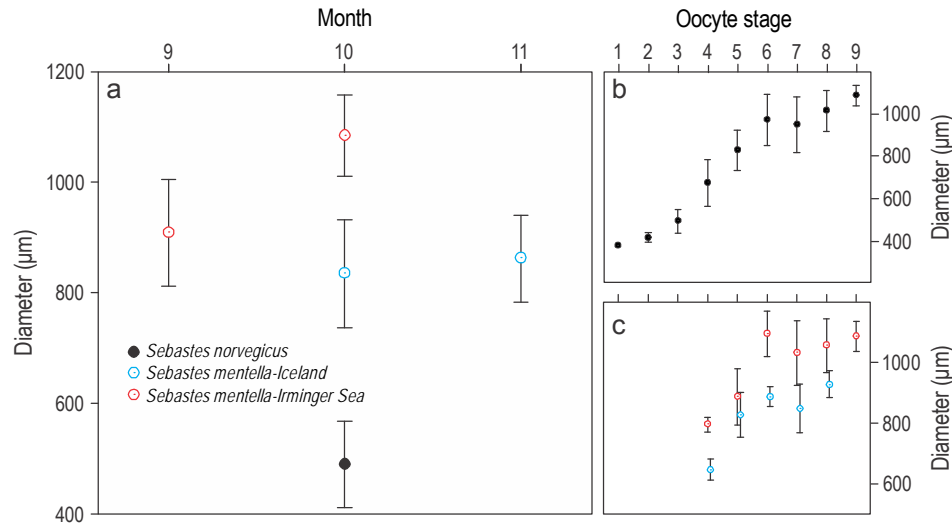 Month
Oocyte stage
9 10 11
1 2 3 4 5 6 7 8 9
1200
1000
800
600
400
Diameter (µm)
a
Sebastes norvegicus
Sebastes mentella-Iceland
Sebastes mentella-Irminger Sea
b
1000
800
600
400
Diameter (µm)
c
1000
800
600
Diameter (µm)